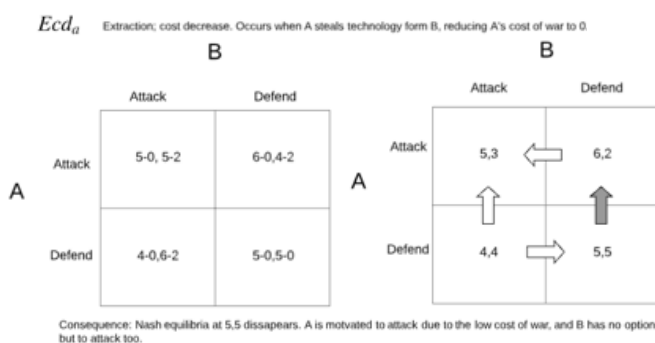 Ecd_a Extraction; cost decrease. Occurs when A steals technology form B, reducing A's cost of war to 0.
B
B
Attack Defend
Attack Defend
Attack 5-0, 5-2 6-0,4-2
Attack 5,3 6,2
A
A
Defend 4-0,6-2 5-0,5-0
Defend 4,4 5,5
Consequence: Nash equilibria at 5,5 dissapears. A is motvated to attack due to the low cost of war, and B has no option
but to attack too.